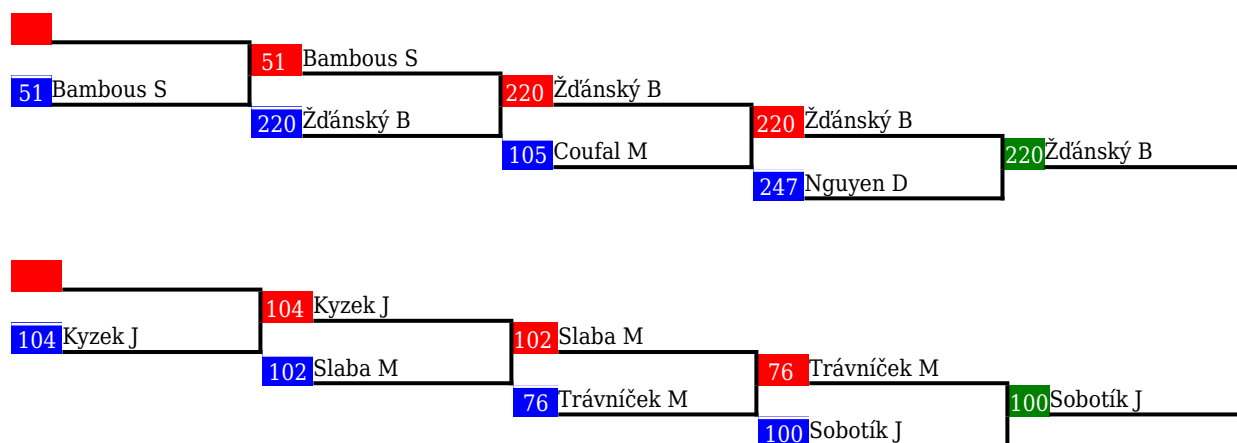 51 Bambous S
51 Bambous S
220 Žďánský B
220 Žďánský B
105 Coufal M
220 Žďánský B
247 Nguyen D
220 Žďánský B
104 Kyzek J
104 Kyzek J
102 Slaba M
102 Slaba M
76 Trávníček M
76 Trávníček M
100 Sobotík J
100 Sobotík J